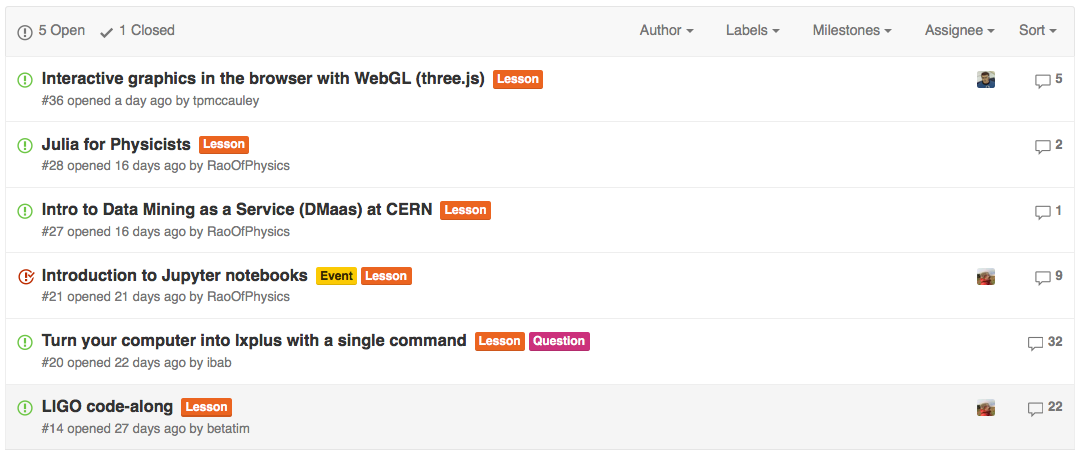 5 Open 1 Closed Author Labels Milestones Assignee Sort
Interactive graphics in the browser with WebGL (three.js) Lesson 5
#36 opened a day ago by tpmccauley
Julia for Physicists Lesson 2
#28 opened 16 days ago by RaoOfPhysics
Intro to Data Mining as a Service (DMaas) at CERN Lesson 1
#27 opened 16 days ago by RaoOfPhysics
Introduction to Jupyter notebooks Event Lesson 9
#21 opened 21 days ago by RaoOfPhysics
Turn your computer into lxplus with a single command Lesson Question 32
#20 opened 22 days ago by ibab
LIGO code-along Lesson 22
#14 opened 27 days ago by betatim